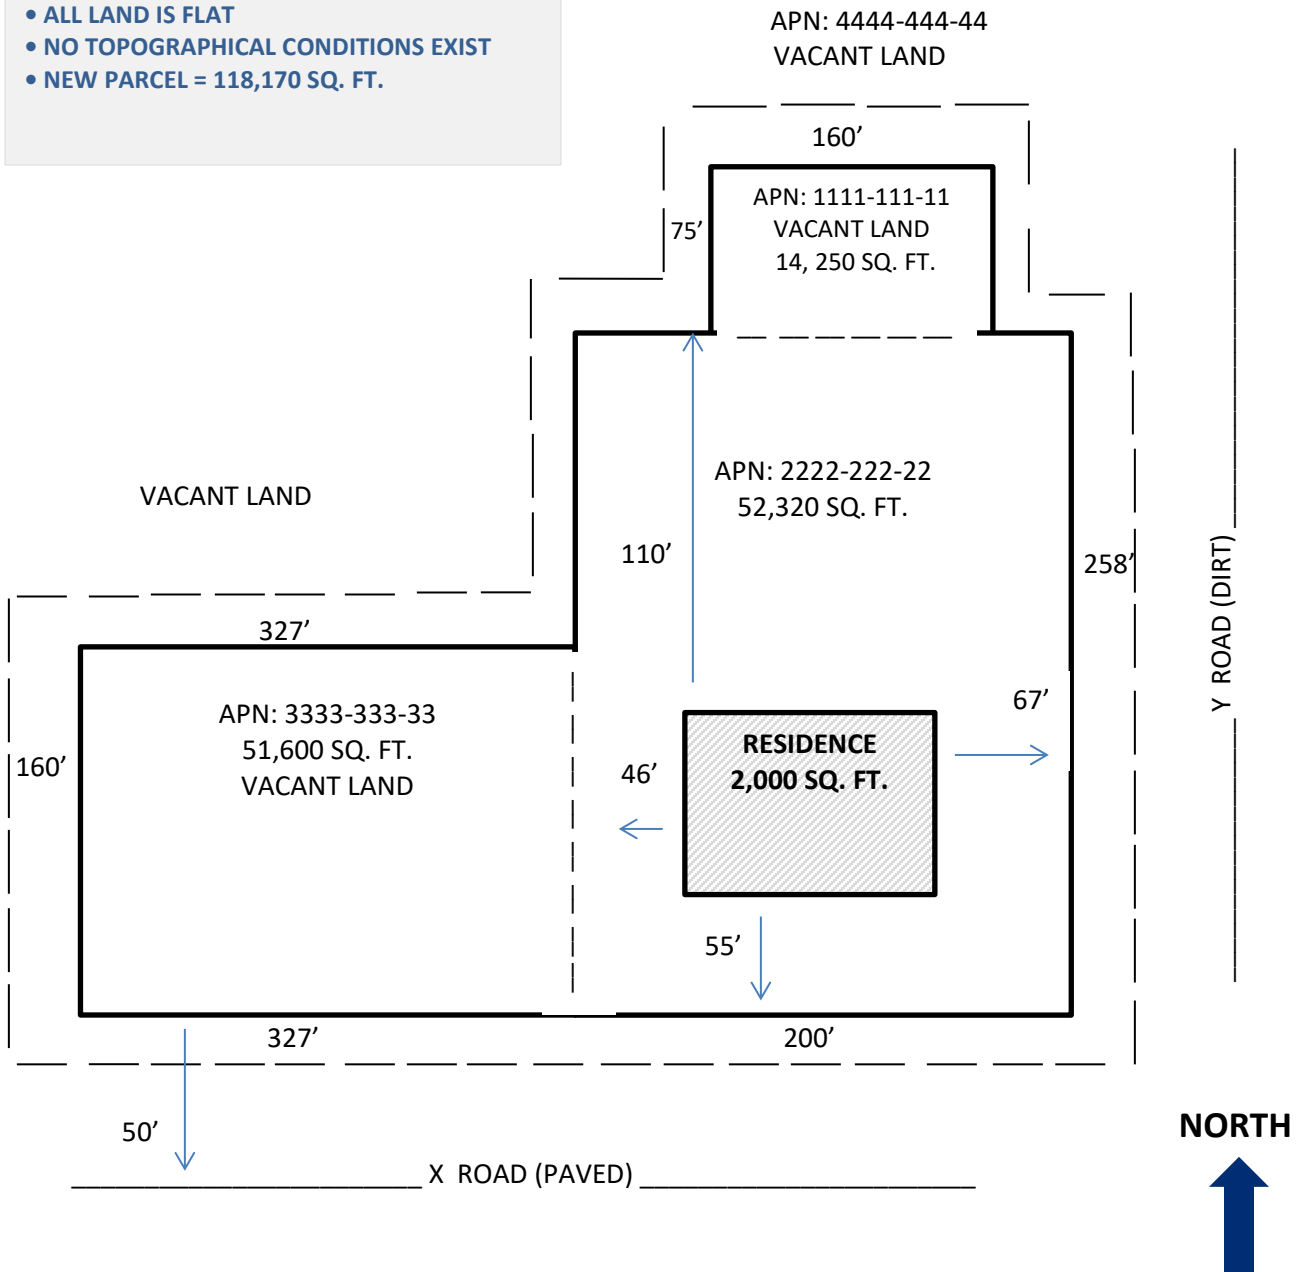 • ALL LAND IS FLAT
• NO TOPOGRAPHICAL CONDITIONS EXIST
• NEW PARCEL = 118,170 SQ. FT.
APN: 4444-444-44
VACANT LAND
160’
APN: 1111-111-11
VACANT LAND
14, 250 SQ. FT.
75’
VACANT LAND
APN: 2222-222-22
52,320 SQ. FT.
110’
258’
Y ROAD (DIRT)
327’
APN: 3333-333-33
51,600 SQ. FT.
VACANT LAND
160’
46’
RESIDENCE
2,000 SQ. FT.
67’
55’
327’
200’
50’
X ROAD (PAVED)
NORTH